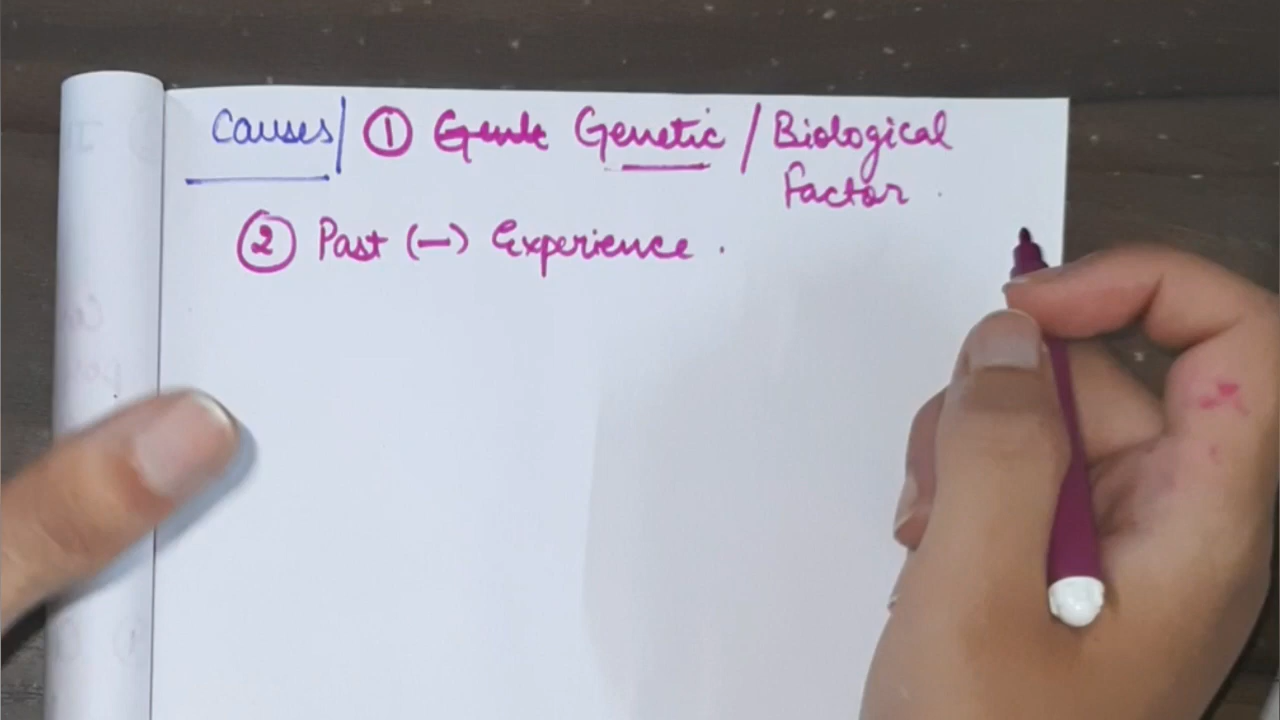 Causes/ ① Genetic / Biological
Factor.
② Past (-) Experience.